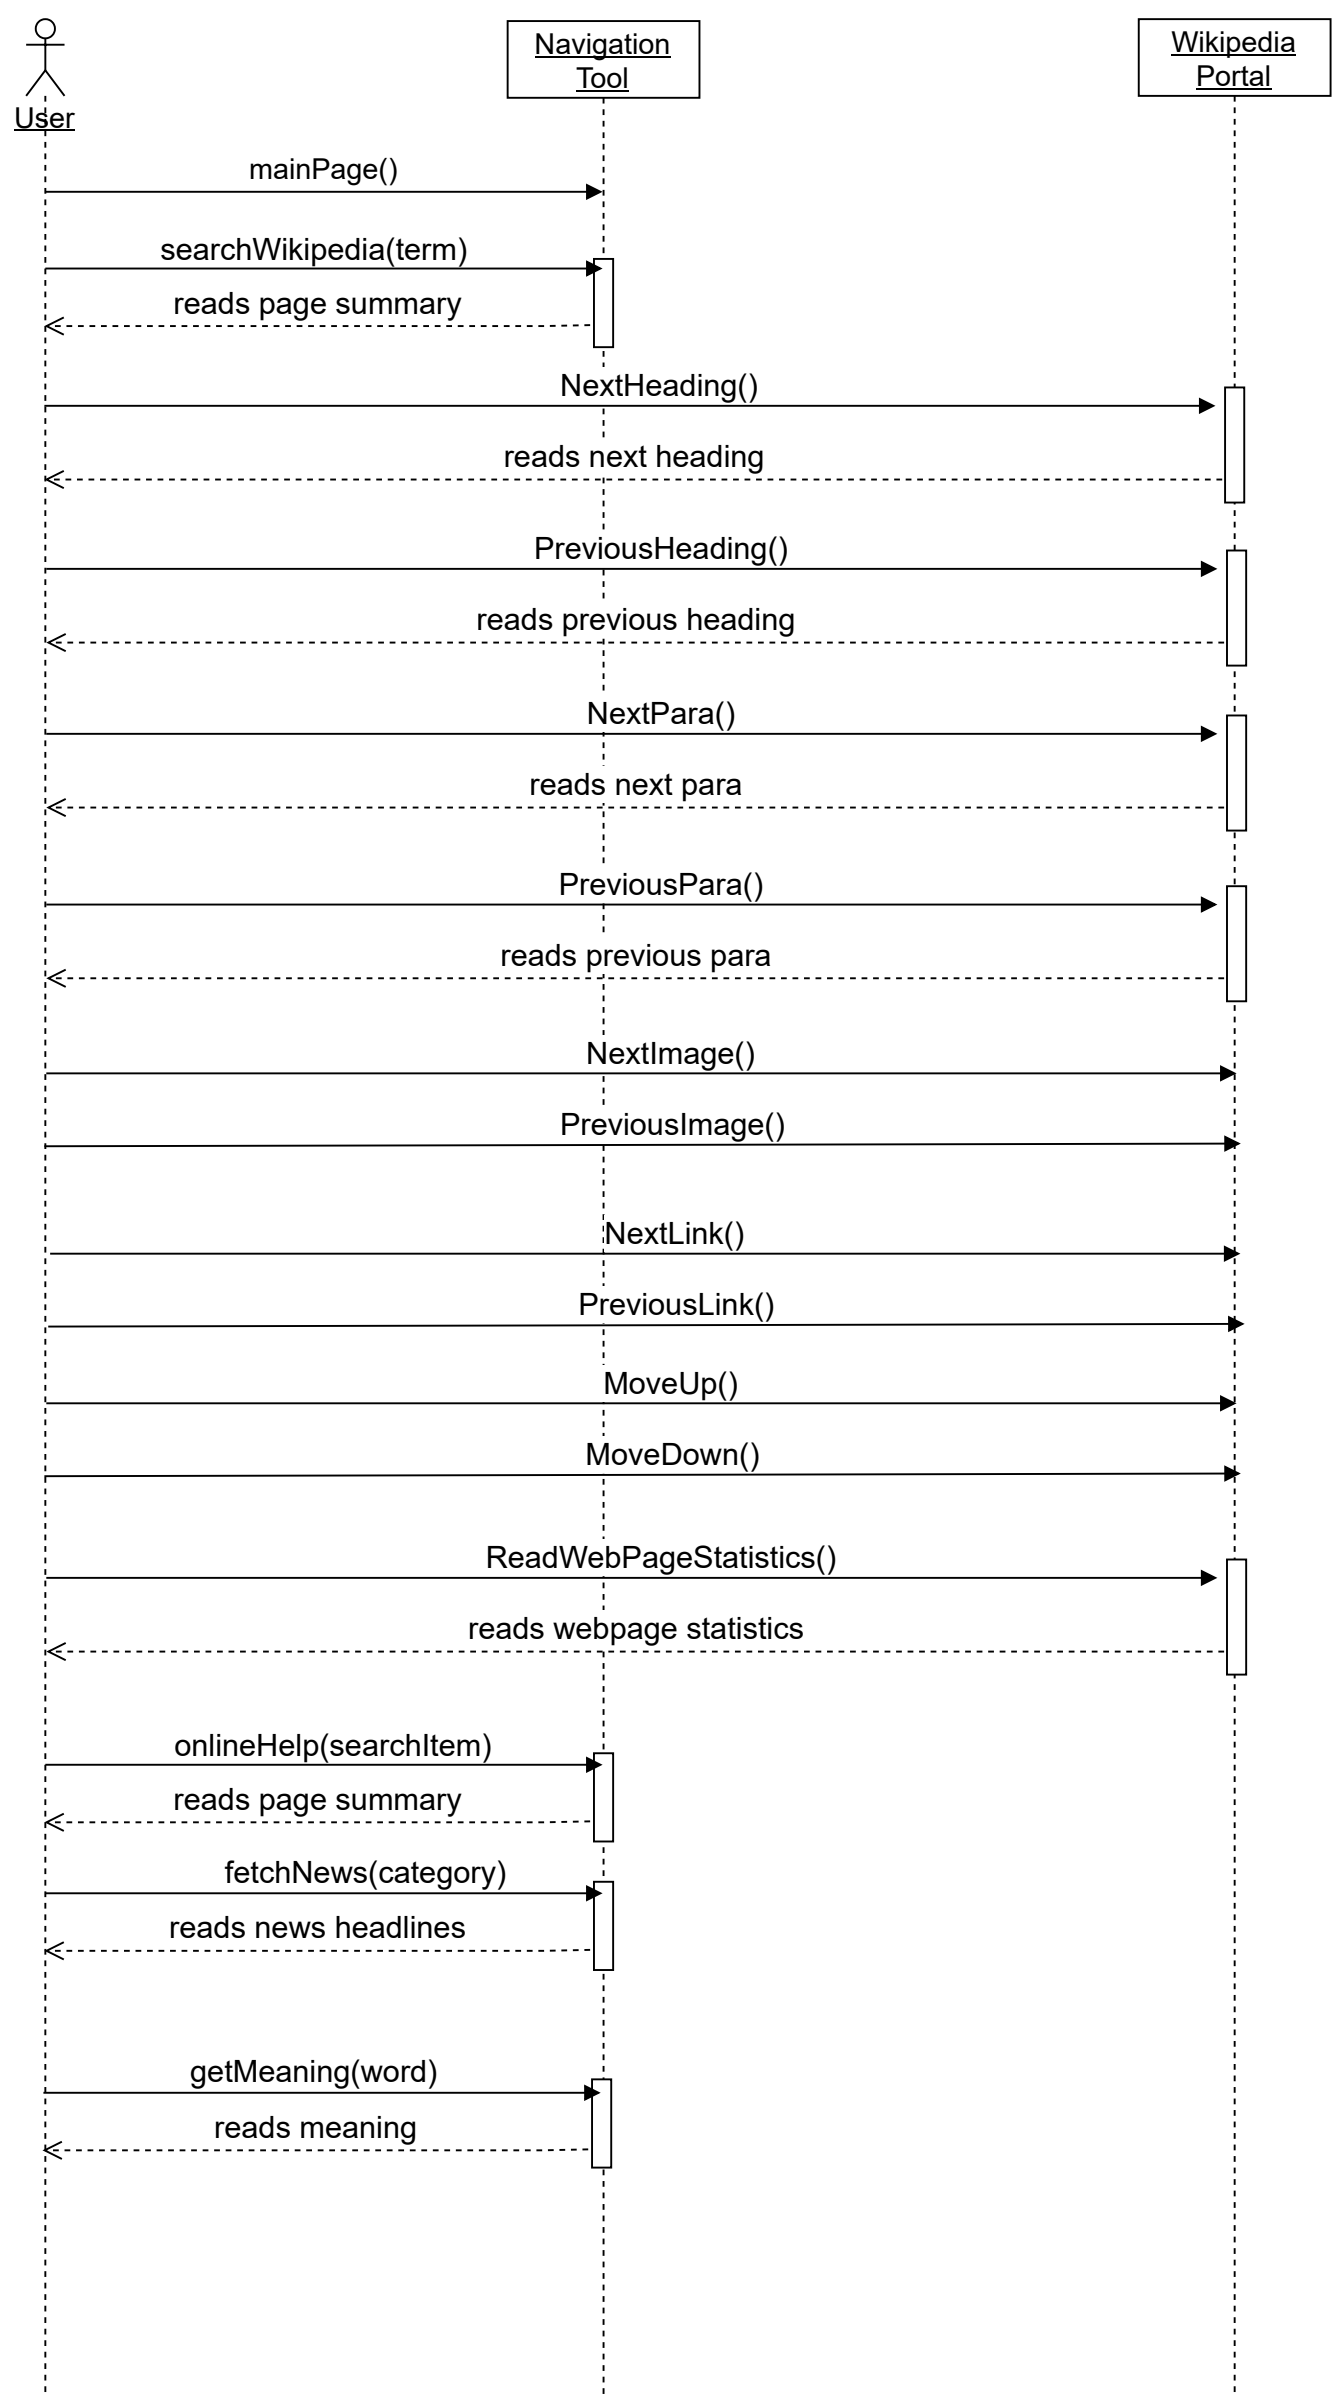 Navigation
Tool
Wikipedia
Portal
User
mainPage()
searchWikipedia(term)
reads page summary
NextHeading()
reads next heading
PreviousHeading()
reads previous heading
NextPara()
reads next para
PreviousPara()
reads previous para
NextImage()
PreviousImage()
NextLink()
PreviousLink()
MoveUp()
MoveDown()
ReadWebPageStatistics()
reads webpage statistics
onlineHelp(searchItem)
reads page summary
fetchNews(category)
reads news headlines
getMeaning(word)
reads meaning